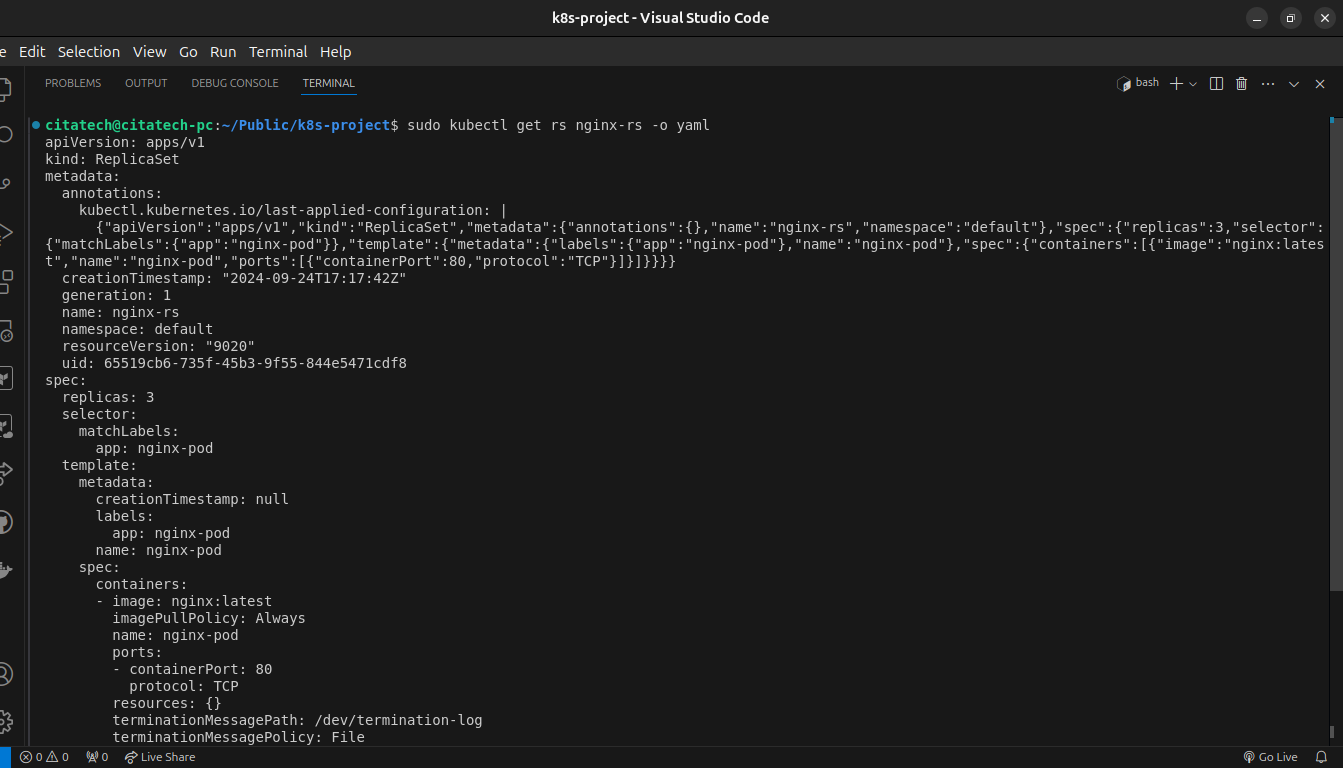 k8s-project - Visual Studio Code
Edit Selection View Go Run Terminal Help
PROBLEMS OUTPUT DEBUG CONSOLE TERMINAL bash
citatech@citatech-pc:~/Public/k8s-project$ sudo kubectl get rs nginx-rs -o yaml
apiVersion: apps/v1
kind: ReplicaSet
metadata:
  annotations:
    kubectl.kubernetes.io/last-applied-configuration: |
      {"apiVersion":"apps/v1","kind":"ReplicaSet","metadata":{"annotations":{},"name":"nginx-rs","namespace":"default"},"spec":{"replicas":3,"selector":
{"matchLabels":{"app":"nginx-pod"}},"template":{"metadata":{"labels":{"app":"nginx-pod"},"name":"nginx-pod"},"spec":{"containers":[{"image":"nginx:lates
t","name":"nginx-pod","ports":[{"containerPort":80,"protocol":"TCP"}]}]}}}}
  creationTimestamp: "2024-09-24T17:17:42Z"
  generation: 1
  name: nginx-rs
  namespace: default
  resourceVersion: "9020"
  uid: 65519cb6-735f-45b3-9f55-844e5471cdf8
spec:
  replicas: 3
  selector:
    matchLabels:
      app: nginx-pod
  template:
    metadata:
      creationTimestamp: null
      labels:
        app: nginx-pod
      name: nginx-pod
    spec:
      containers:
      - image: nginx:latest
        imagePullPolicy: Always
        name: nginx-pod
        ports:
        - containerPort: 80
          protocol: TCP
        resources: {}
        terminationMessagePath: /dev/termination-log
        terminationMessagePolicy: File
0 0 0 Live Share Go Live